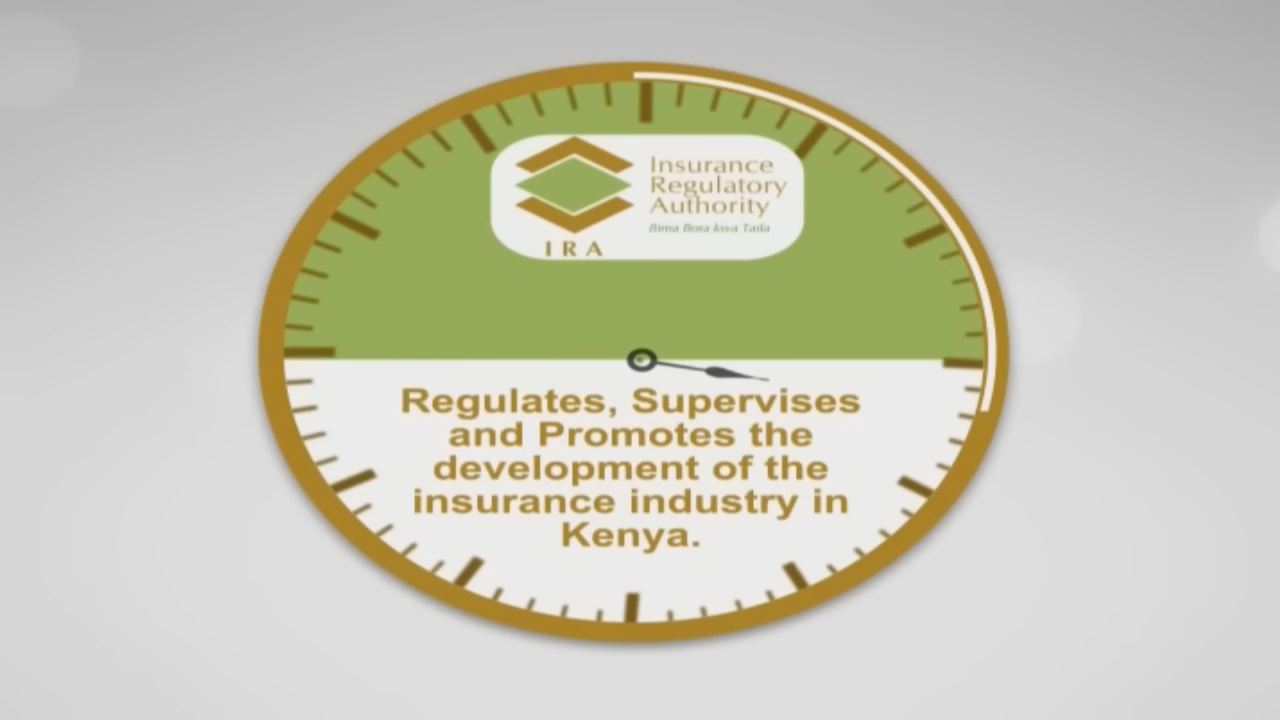 Insurance
Regulatory
Authority
Bima Bora kwa Taifa
IRA
Regulates, Supervises
and Promotes the
development of the
insurance industry in
Kenya.